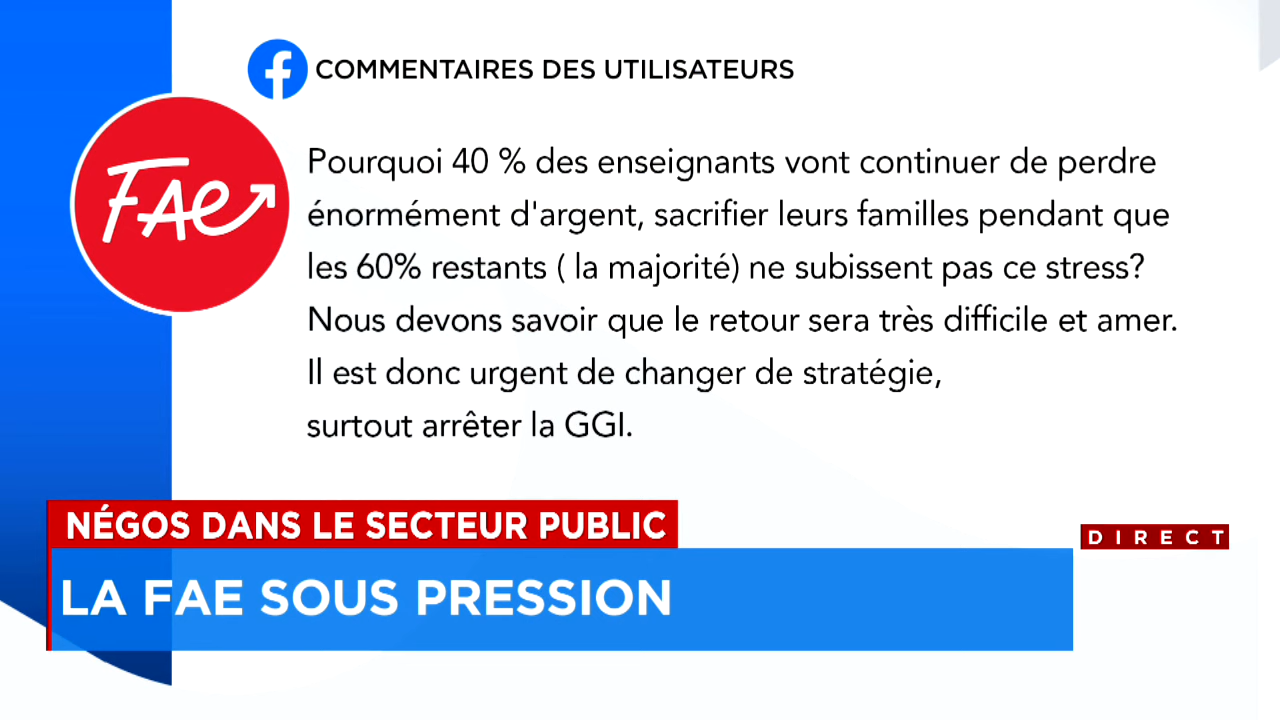 COMMENTAIRES DES UTILISATEURS
FAE
Pourquoi 40 % des enseignants vont continuer de perdre
énormément d'argent, sacrifier leurs familles pendant que
les 60% restants ( la majorité) ne subissent pas ce stress?
Nous devons savoir que le retour sera très difficile et amer.
Il est donc urgent de changer de stratégie,
surtout arrêter la GGI.
NÉGOS DANS LE SECTEUR PUBLIC
DIRECT
LA FAE SOUS PRESSION